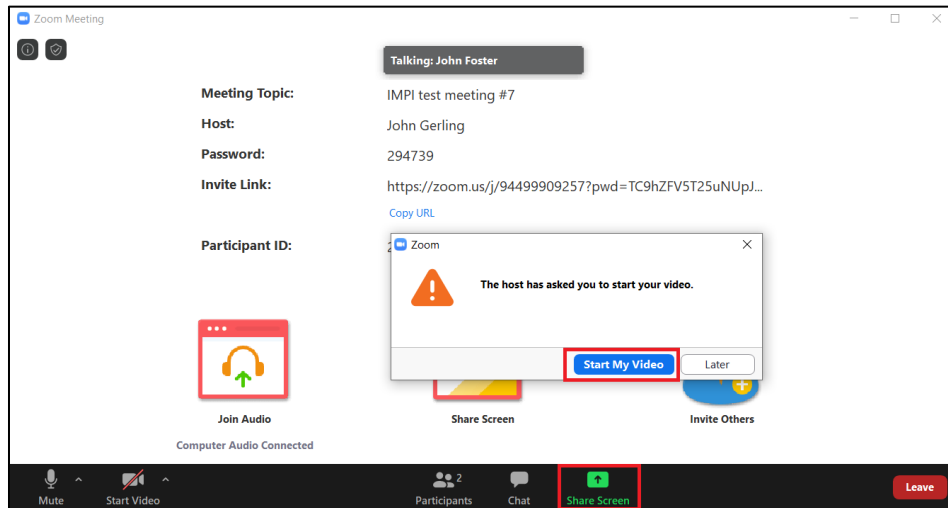 Zoom Meeting
Talking: John Foster
Meeting Topic: IMPI test meeting #7
Host: John Gerling
Password: 294739
Invite Link: https://zoom.us/j/94499909257?pwd=TC9hZFV5T25uNUpJ...
Copy URL
Participant ID:
Zoom
The host has asked you to start your video.
Start My Video Later
Join Audio Share Screen Invite Others
Computer Audio Connected
2
Mute Start Video Participants Chat Share Screen Leave